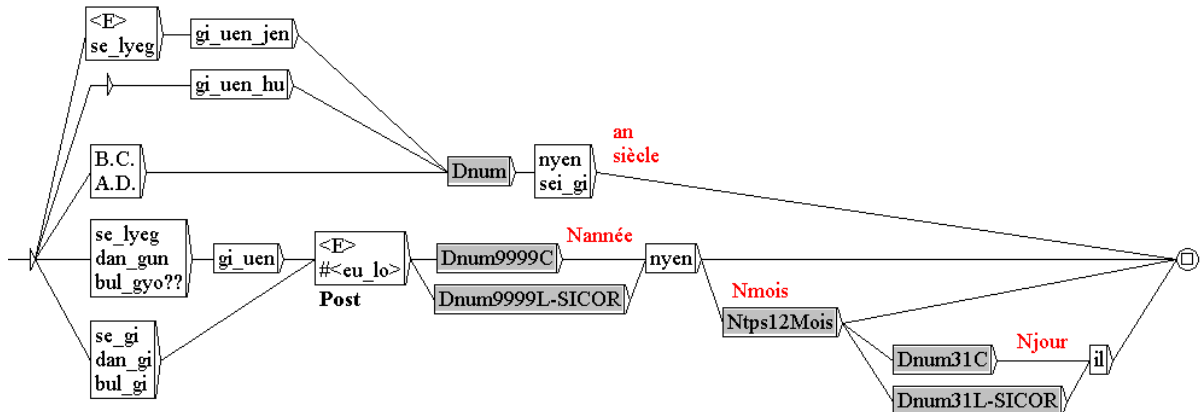 <E>
se_lyeg
gi_uen_jen
gi_uen_hu
B.C.
A.D.
Dnum
nyen
sei_gi
an
siècle
se_lyeg
dan_gun
bul_gyo??
gi_uen
<E>
#<eu_lo>
Post
Dnum9999C
Nannée
Dnum9999L-SICOR
nyen
Nmois
Ntps12Mois
se_gi
dan_gi
bul_gi
Dnum31C
Njour
il
Dnum31L-SICOR